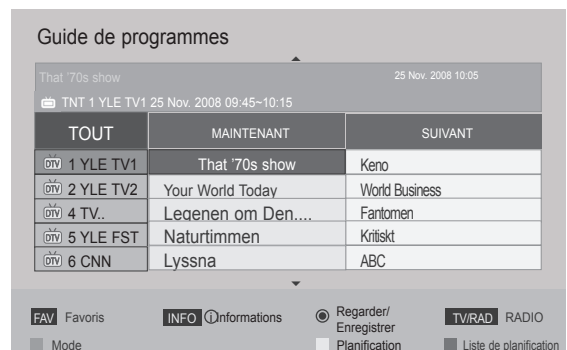 Guide de programmes
That '70s show 25 Nov. 2008 10:05
TNT 1 YLE TV1 25 Nov. 2008 09:45~10:15
TOUT MAINTENANT SUIVANT
DTV 1 YLE TV1 That '70s show Keno
DTV 2 YLE TV2 Your World Today World Business
DTV 4 TV.. Legenen om Den.... Fantomen
DTV 5 YLE FST Naturtimmen Kritiskt
DTV 6 CNN Lyssna ABC
FAV Favoris INFO ⓘnformations Regarder/ TV/RAD RADIO
Enregistrer
Mode Planification Liste de planification